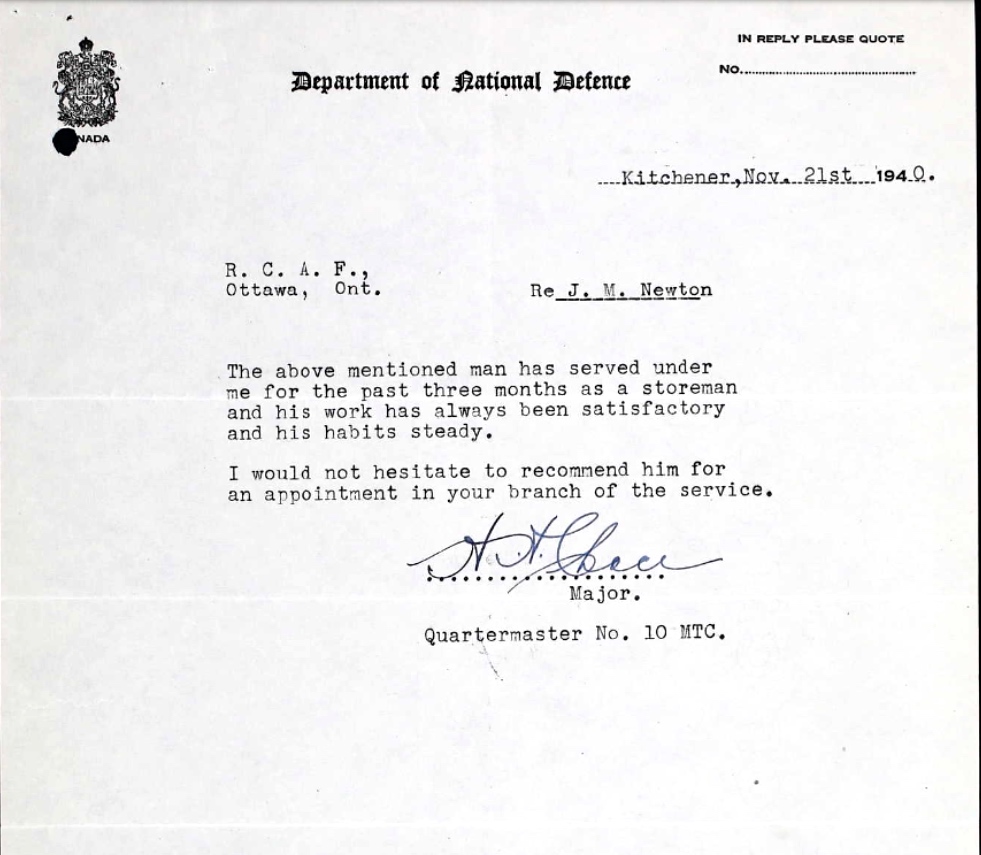 IN REPLY PLEASE QUOTE
No.
Department of National Defence
NADA
Kitchener,Nov. 21st 1940.
R. C. A. F.,
Ottawa, Ont.
Re J. M. Newton
The above mentioned man has served under
me for the past three months as a storeman
and his work has always been satisfactory
and his habits steady.
I would not hesitate to recommend him for
an appointment in your branch of the service.
Major.
Quartermaster No. 10 MTC.